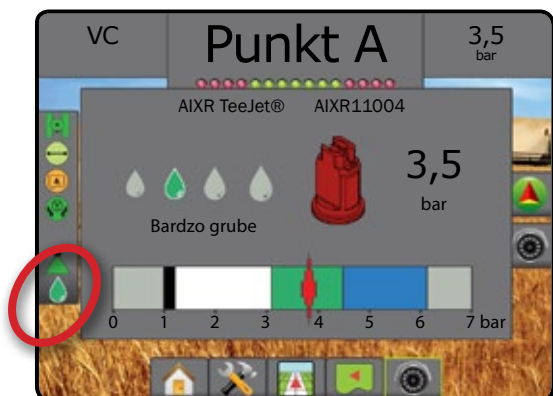 VC
Punkt A
3,5
bar
AIXR TeeJet® AIXR11004
3,5
bar
Bardzo grube
0 1 2 3 4 5 6 7 bar